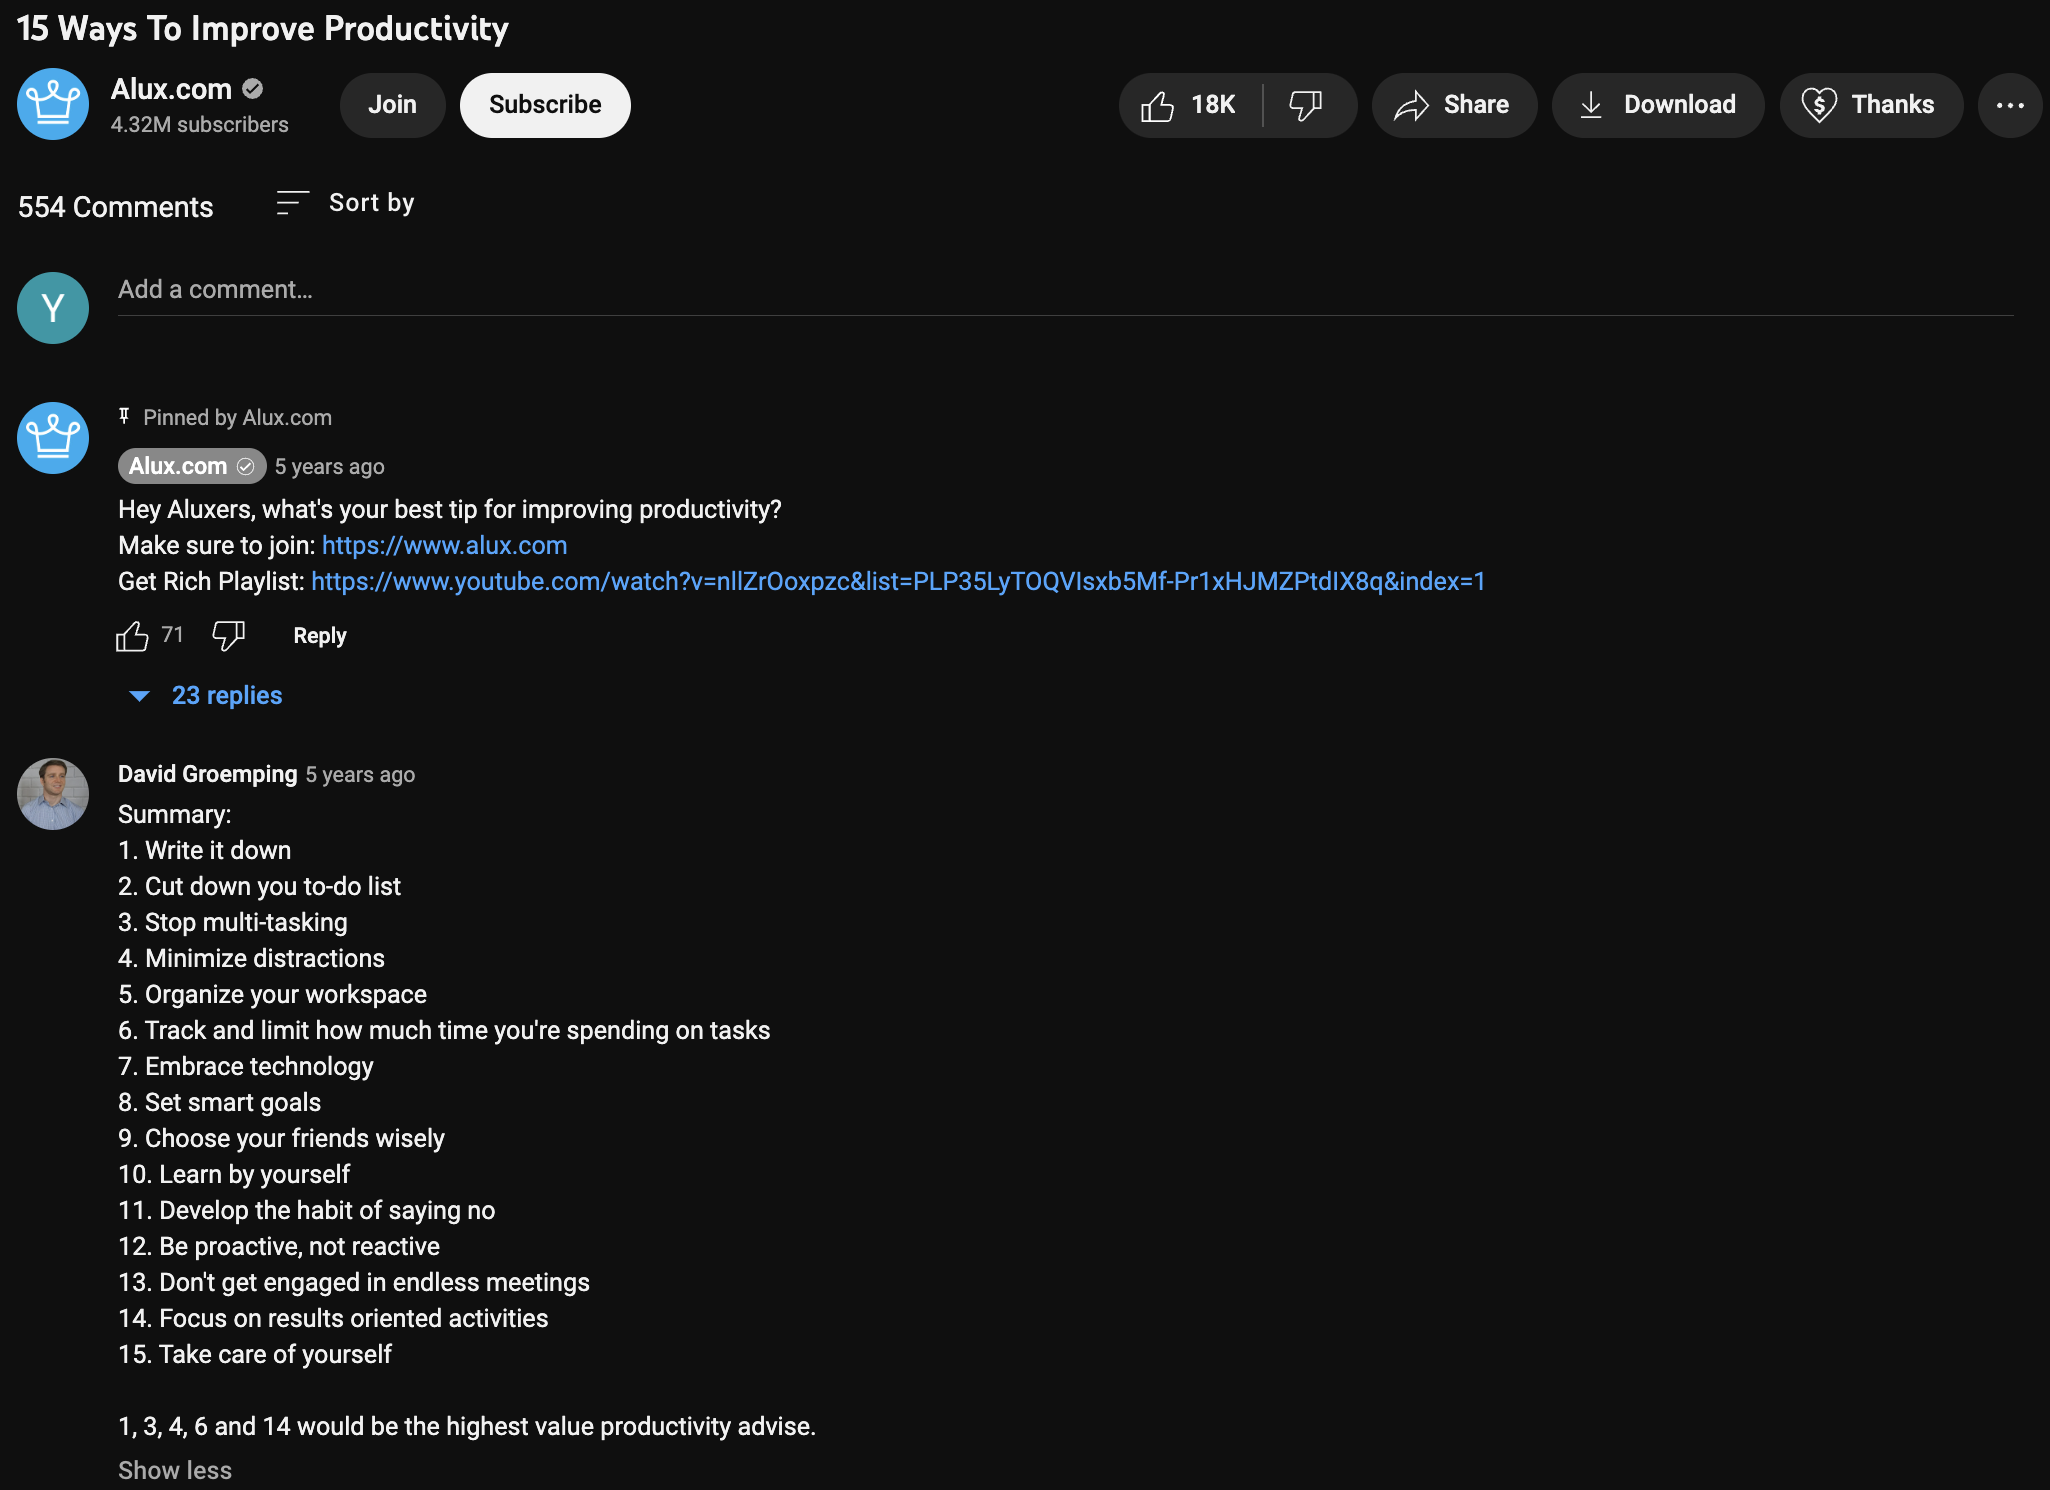 15 Ways To Improve Productivity
Alux.com
4.32M subscribers
Join
Subscribe
18K
Share
Download
Thanks
554 Comments
Sort by
Y
Add a comment...
Pinned by Alux.com
Alux.com 5 years ago
Hey Aluxers, what's your best tip for improving productivity?
Make sure to join: https://www.alux.com
Get Rich Playlist: https://www.youtube.com/watch?v=nllZrOoxpzc&list=PLP35LyTOQVIsxb5Mf-Pr1xHJMZPtdIX8q&index=1
71 Reply
23 replies
David Groemping 5 years ago
Summary:
1. Write it down
2. Cut down you to-do list
3. Stop multi-tasking
4. Minimize distractions
5. Organize your workspace
6. Track and limit how much time you're spending on tasks
7. Embrace technology
8. Set smart goals
9. Choose your friends wisely
10. Learn by yourself
11. Develop the habit of saying no
12. Be proactive, not reactive
13. Don't get engaged in endless meetings
14. Focus on results oriented activities
15. Take care of yourself
1, 3, 4, 6 and 14 would be the highest value productivity advise.
Show less